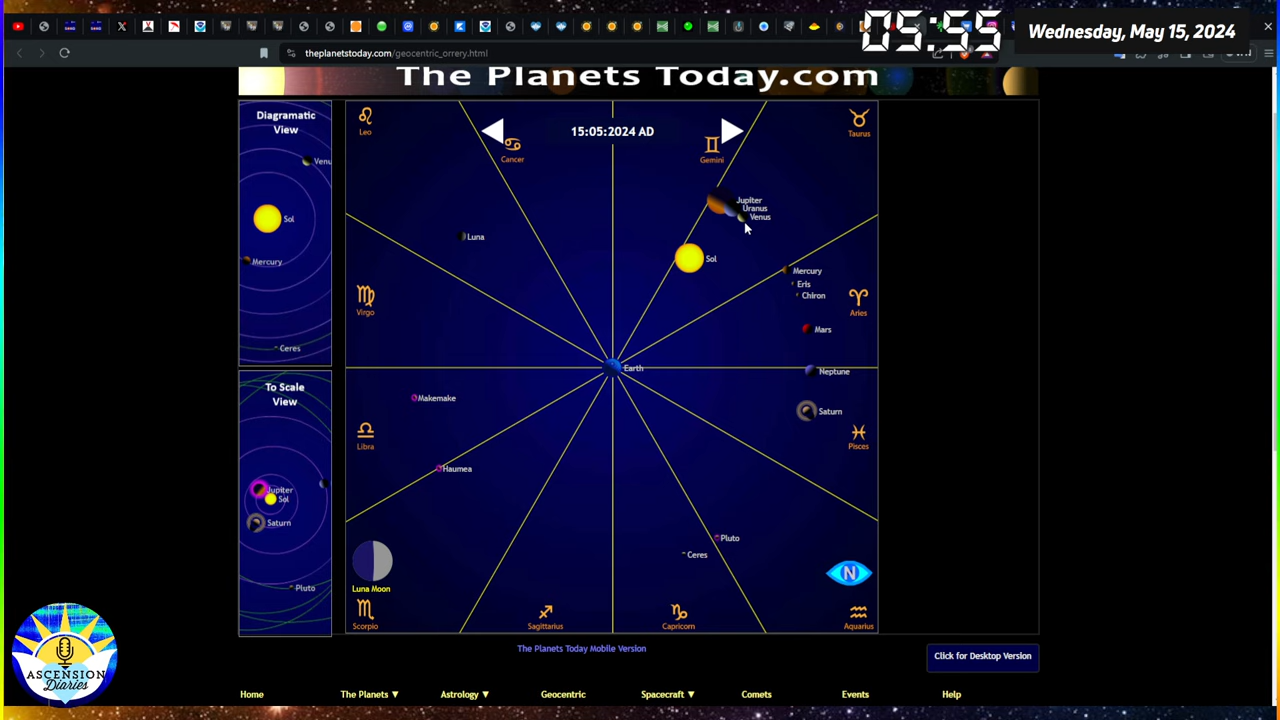 05:55
Wednesday, May 15, 2024
theplanetstoday.com/geocentric_orrery.html
The Planets Today.com
Diagramatic
View
Venu
Sol
Mercury
Ceres
To Scale
View
Jupiter
Sol
Saturn
Pluto
15:05:2024 AD
Leo
Cancer
Gemini
Taurus
Jupiter
Uranus
Venus
Luna
Sol
Mercury
Eris
Chiron
Virgo
Aries
Mars
Earth
Neptune
Makemake
Saturn
Libra
Pisces
Haumea
Pluto
Ceres
N
Luna Moon
Scorpio
Sagittarius
Capricorn
Aquarius
The Planets Today Mobile Version
Click for Desktop Version
Home
The Planets ▼
Astrology ▼
Geocentric
Spacecraft ▼
Comets
Events
Help
ASCENSION
DIARIES